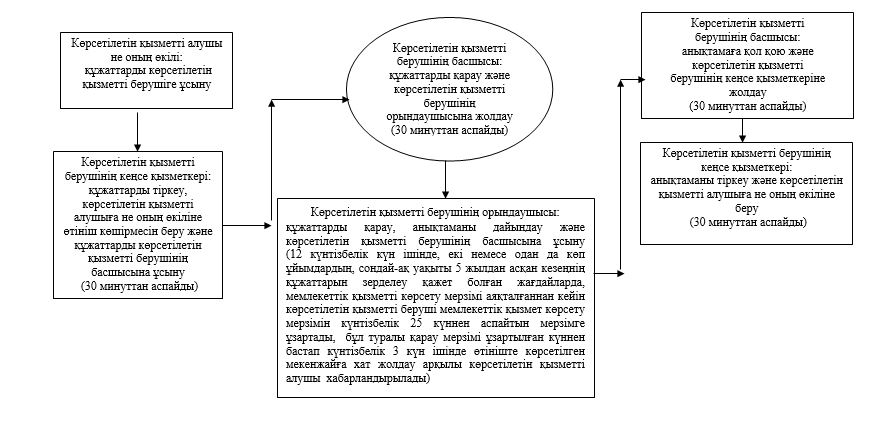 Көрсетілетін қызметті алушы
не оның өкілі:
құжаттарды көрсетілетін
қызметті берушіге ұсыну
Көрсетілетін қызметті
берушінің кеңсе қызметкері:
құжаттарды тіркеу,
көрсетілетін қызметті
алушыға не оның өкіліне
өтініш көшірмесін беру және
құжаттарды көрсетілетін
қызметті берушінің
басшысына ұсыну
(30 минуттан аспайды)
Көрсетілетін қызметті
берушінің басшысы:
құжаттарды қарау және
көрсетілетін қызметті
берушінің
орындаушысына жолдау
(30 минуттан аспайды)
Көрсетілетін қызметті берушінің орындаушысы:
құжаттарды қарау, анықтаманы дайындау және
көрсетілетін қызметті берушінің басшысына ұсыну
(12 күнтізбелік күн ішінде, екі немесе одан да көп
ұйымдардың, сондай-ақ уақыты 5 жылдан асқан кезеңнің
құжаттарын зерделеу қажет болған жағдайларда,
мемлекеттік қызметті көрсету мерзімі аяқталғаннан кейін
көрсетілетін қызметті беруші мемлекеттік қызмет көрсету
мерзімін күнтізбелік 25 күннен аспайтын мерзімге
ұзартады, бұл туралы қарау мерзімі ұзартылған күннен
бастап күнтізбелік 3 күн ішінде өтініште көрсетілген
мекенжайға хат жолдау арқылы көрсетілетін қызметті
алушы хабарландырылады)
Көрсетілетін қызметті
берушінің басшысы:
анықтамаға қол қою және
көрсетілетін қызметті
берушінің кеңсе қызметкеріне
жолдау
(30 минуттан аспайды)
Көрсетілетін қызметті берушінің
кеңсе қызметкері:
анықтаманы тіркеу және көрсетілетін
қызметті алушыға не оның өкіліне
беру
(30 минуттан аспайды)